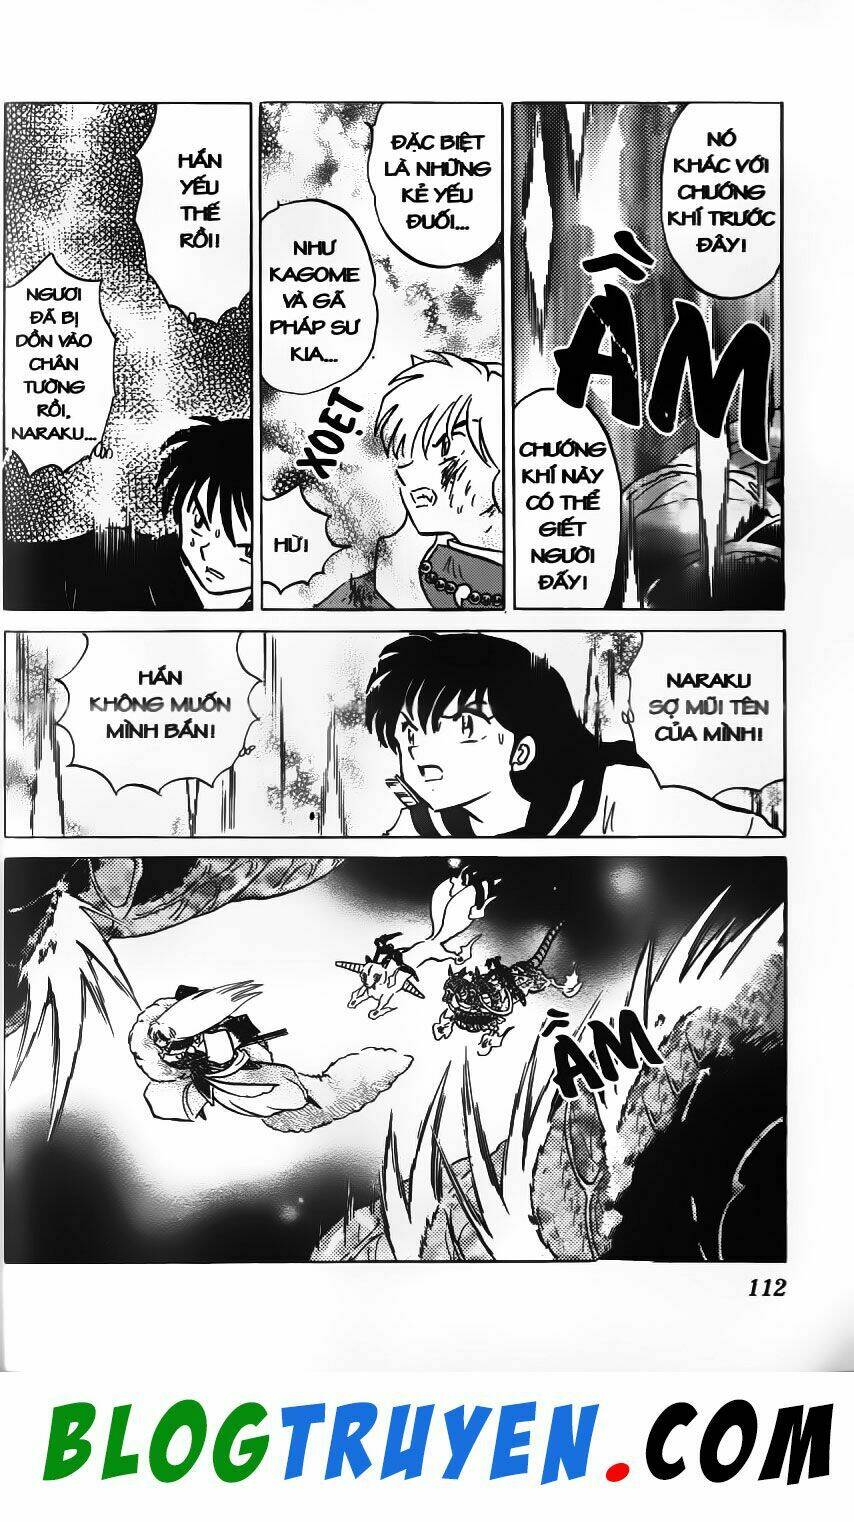 NÓ
KHÁC VỚI
CHƯỚNG
KHÍ TRƯỚC
ĐÂY!
ẦM
CHƯỚNG
KHÍ NÀY
CÓ THỂ
GIẾT
NGƯỜI
ĐẤY!
ĐẶC BIỆT
LÀ NHỮNG
KẺ YẾU
ĐUỐI...
NHƯ
KAGOME
VÀ GÃ
PHÁP SƯ
KIA...
XOẸT
HỪ!
HẮN
YẾU
THẾ
RỒI!
NGƯƠI
ĐÃ BỊ
DỒN VÀO
CHÂN
TƯỜNG
RỒI,
NARAKU...
NARAKU
SỢ MŨI TÊN
CỦA MÌNH!
HẮN
KHÔNG MUỐN
MÌNH BẮN!
ẦM
112
BLOGTRUYEN.COM